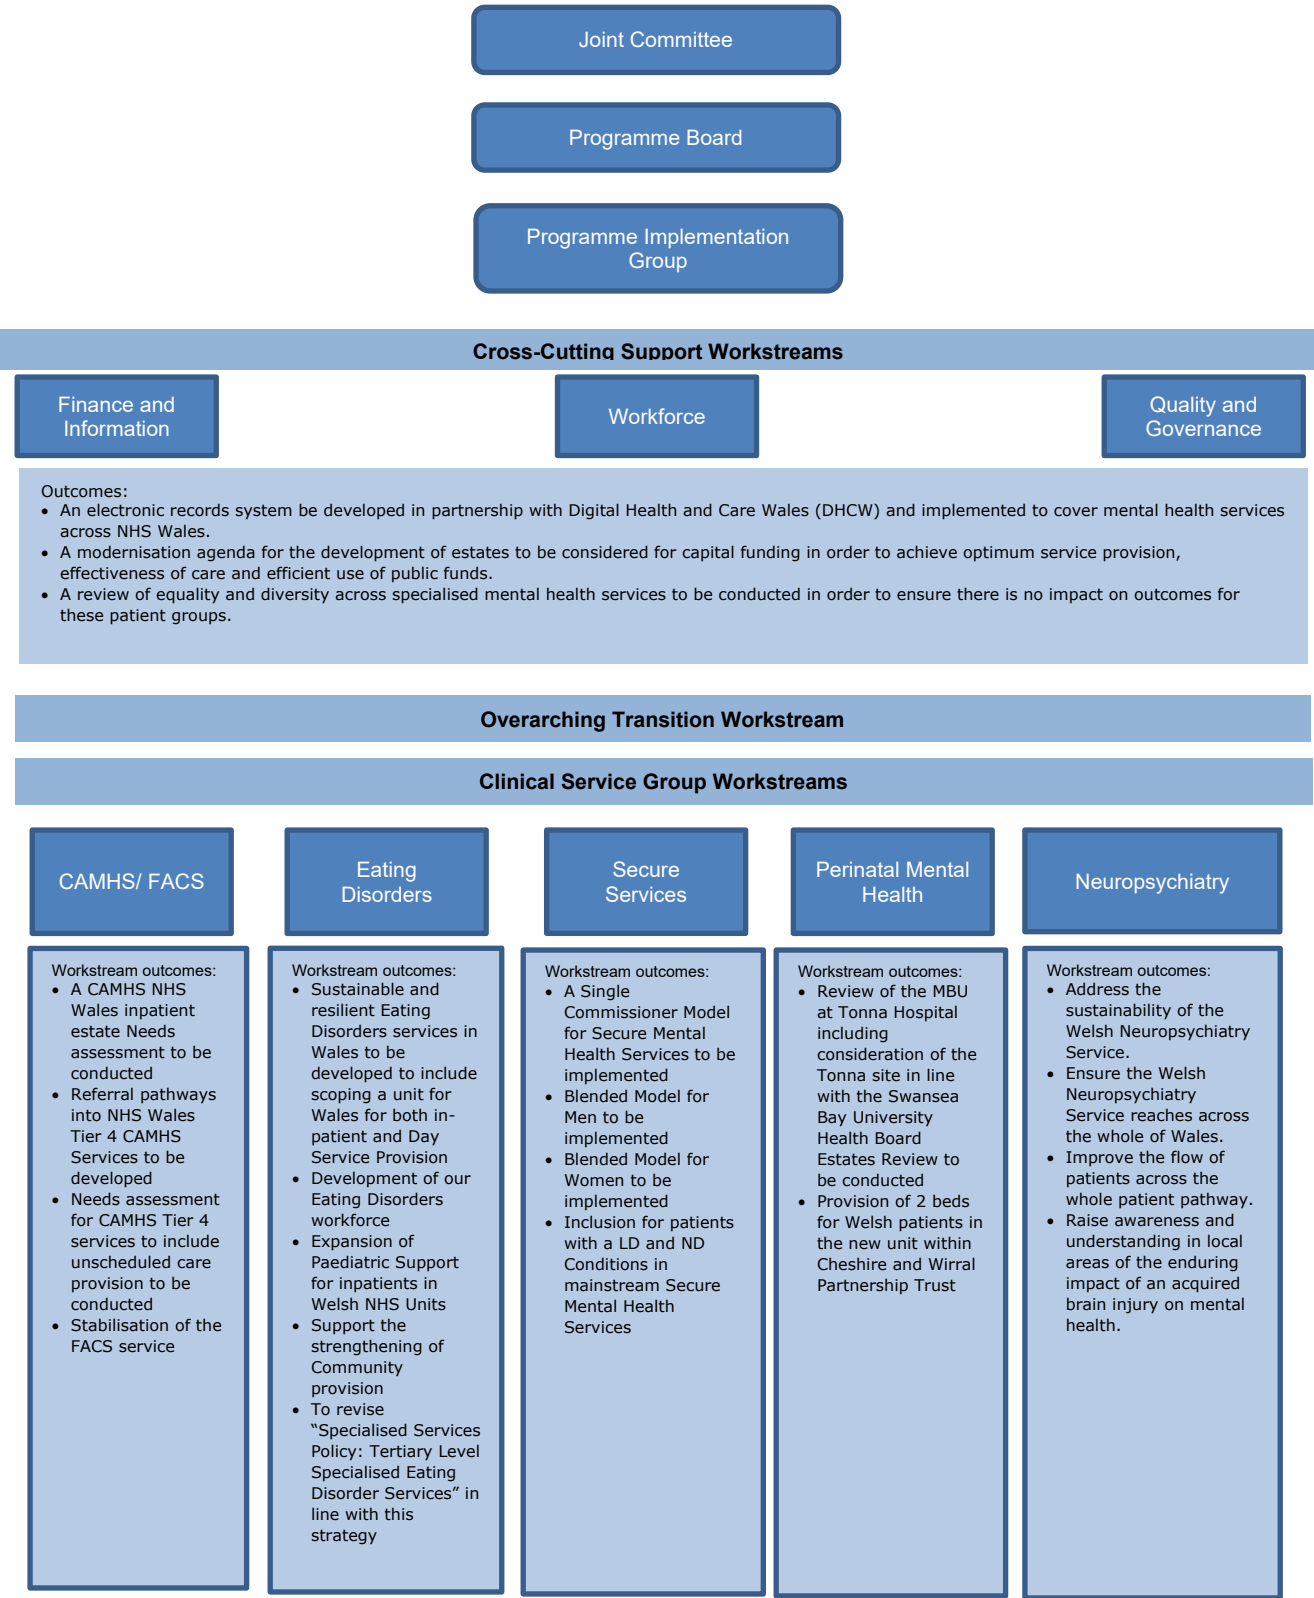 Joint Committee
Programme Board
Programme Implementation
Group
Cross-Cutting Support Workstreams
Finance and
Information
Workforce
Quality and
Governance
Outcomes:
• An electronic records system be developed in partnership with Digital Health and Care Wales (DHCW) and implemented to cover mental health services
across NHS Wales.
• A modernisation agenda for the development of estates to be considered for capital funding in order to achieve optimum service provision,
effectiveness of care and efficient use of public funds.
• A review of equality and diversity across specialised mental health services to be conducted in order to ensure there is no impact on outcomes for
these patient groups.
Overarching Transition Workstream
Clinical Service Group Workstreams
CAMHS/ FACS
Eating
Disorders
Secure
Services
Perinatal Mental
Health
Neuropsychiatry
Workstream outcomes:
• A CAMHS NHS
Wales inpatient
estate Needs
assessment to be
conducted
• Referral pathways
into NHS Wales
Tier 4 CAMHS
Services to be
developed
• Needs assessment
for CAMHS Tier 4
services to include
unscheduled care
provision to be
conducted
• Stabilisation of the
FACS service
Workstream outcomes:
• Sustainable and
resilient Eating
Disorders services in
Wales to be
developed to include
scoping a unit for
Wales for both in-
patient and Day
Service Provision
• Development of our
Eating Disorders
workforce
• Expansion of
Paediatric Support
for inpatients in
Welsh NHS Units
• Support the
strengthening of
Community
provision
• To revise
“Specialised Services
Policy: Tertiary Level
Specialised Eating
Disorder Services” in
line with this
strategy
Workstream outcomes:
• A Single
Commissioner Model
for Secure Mental
Health Services to be
implemented
• Blended Model for
Men to be
implemented
• Blended Model for
Women to be
implemented
• Inclusion for patients
with a LD and ND
Conditions in
mainstream Secure
Mental Health
Services
Workstream outcomes:
• Review of the MBU
at Tonna Hospital
including
consideration of the
Tonna site in line
with the Swansea
Bay University
Health Board
Estates Review to
be conducted
• Provision of 2 beds
for Welsh patients in
the new unit within
Cheshire and Wirral
Partnership Trust
Workstream outcomes:
• Address the
sustainability of the
Welsh Neuropsychiatry
Service.
• Ensure the Welsh
Neuropsychiatry
Service reaches across
the whole of Wales.
• Improve the flow of
patients across the
whole patient pathway.
• Raise awareness and
understanding in local
areas of the enduring
impact of an acquired
brain injury on mental
health.